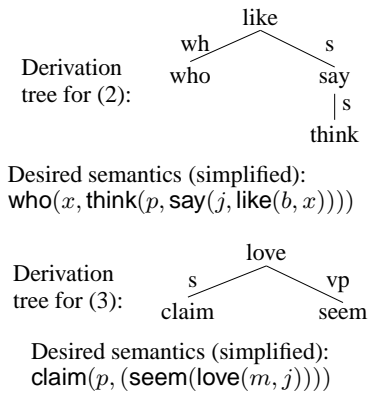 like
wh s
Derivation
tree for (2):
who say
s
think
Desired semantics (simplified):
who(x, think(p, say(j, like(b, x))))
love
Derivation
tree for (3):
s vp
claim seem
Desired semantics (simplified):
claim(p, (seem(love(m, j))))